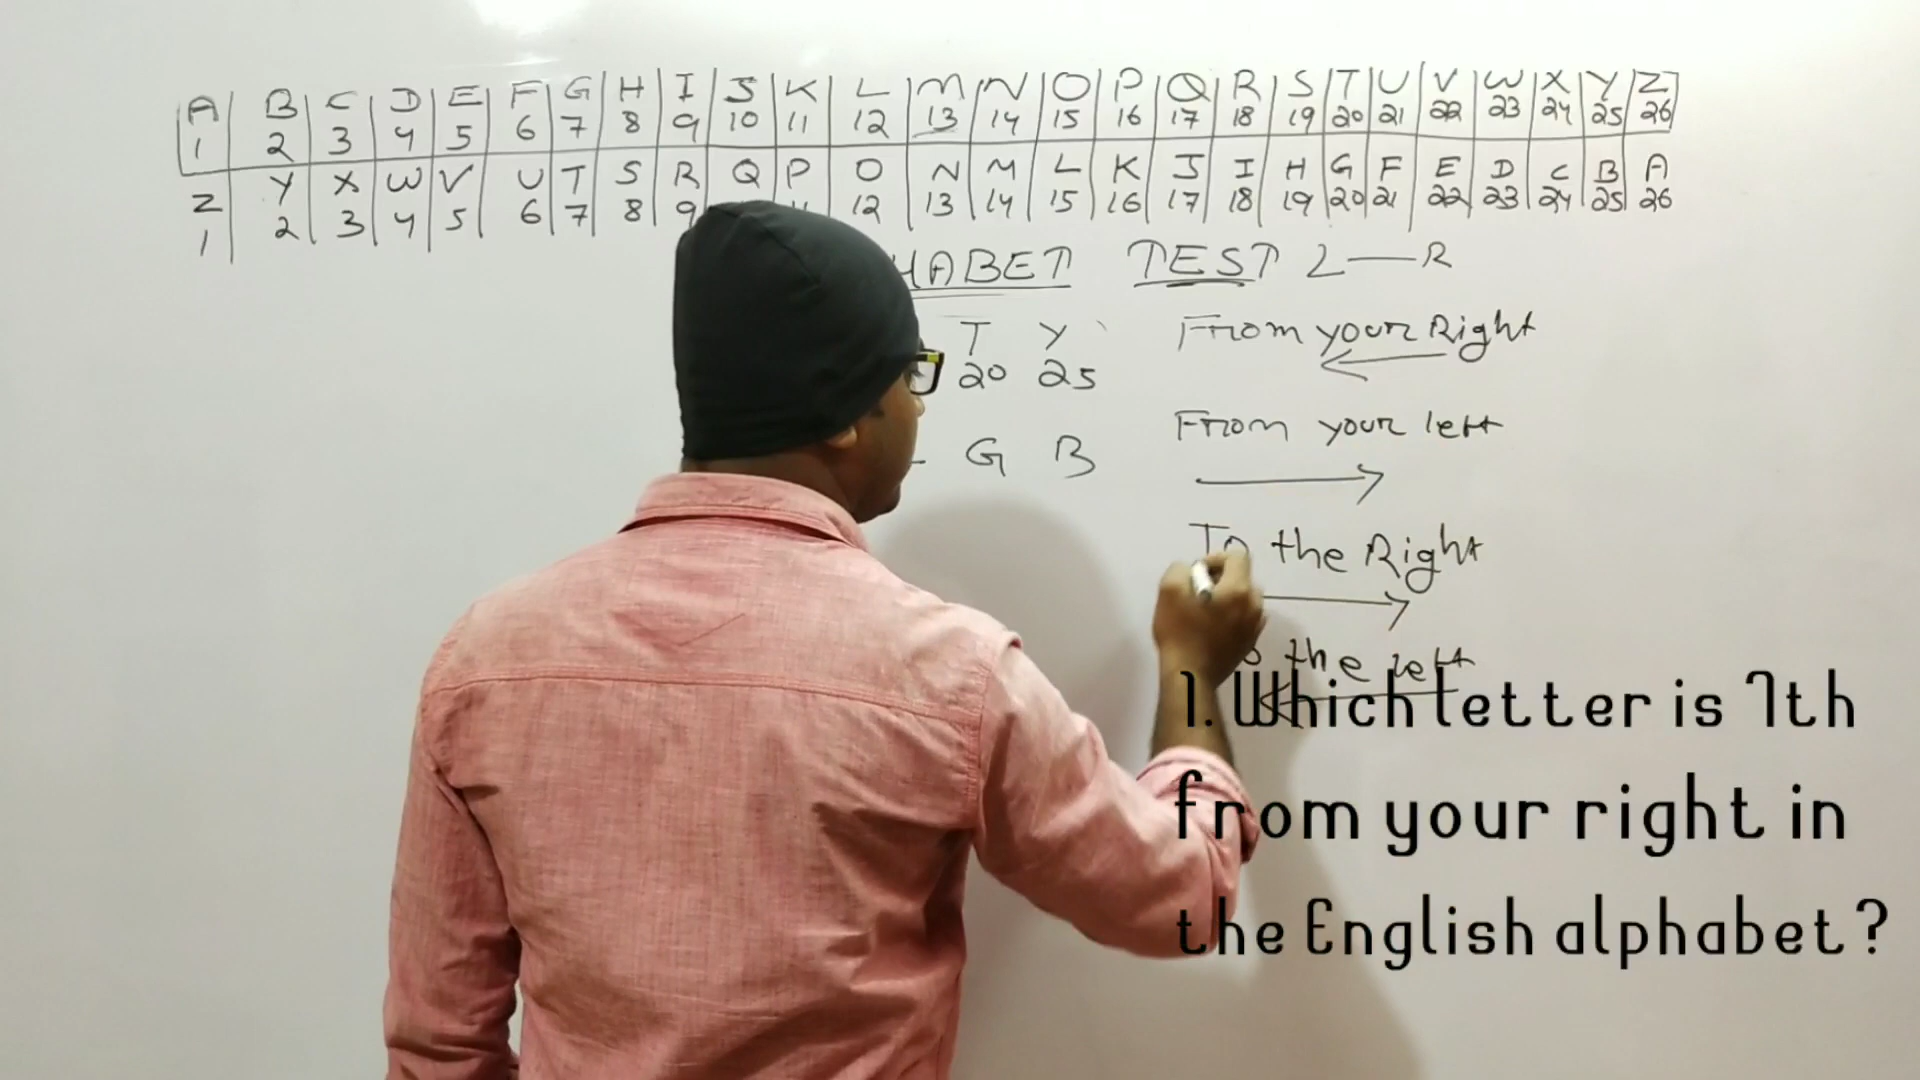 A B C D E F G H I J K L M N O P Q R S T U V W X Y Z
1 2 3 4 5 6 7 8 9 10 11 12 13 14 15 16 17 18 19 20 21 22 23 24 25 26
Z Y X W V U T S R Q P O N M L K J I H G F E D C B A
1 2 3 4 5 6 7 8 9 12 13 14 15 16 17 18 19 20 21 22 23 24 25 26
HABET TEST L — R
T Y From your Right
20 25
From your left
G B
To the Right
the left
1. Which letter is 7th
from your right in
the English alphabet?